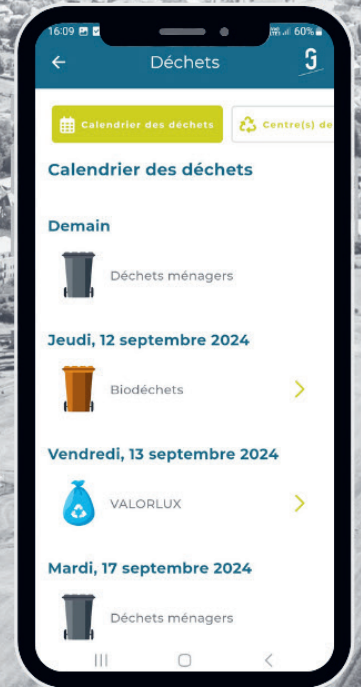 16:09 60%
Déchets
Calendrier des déchets Centre(s) de
Calendrier des déchets
Demain
Déchets ménagers
Jeudi, 12 septembre 2024
Biodéchets
Vendredi, 13 septembre 2024
VALORLUX
Mardi, 17 septembre 2024
Déchets ménagers